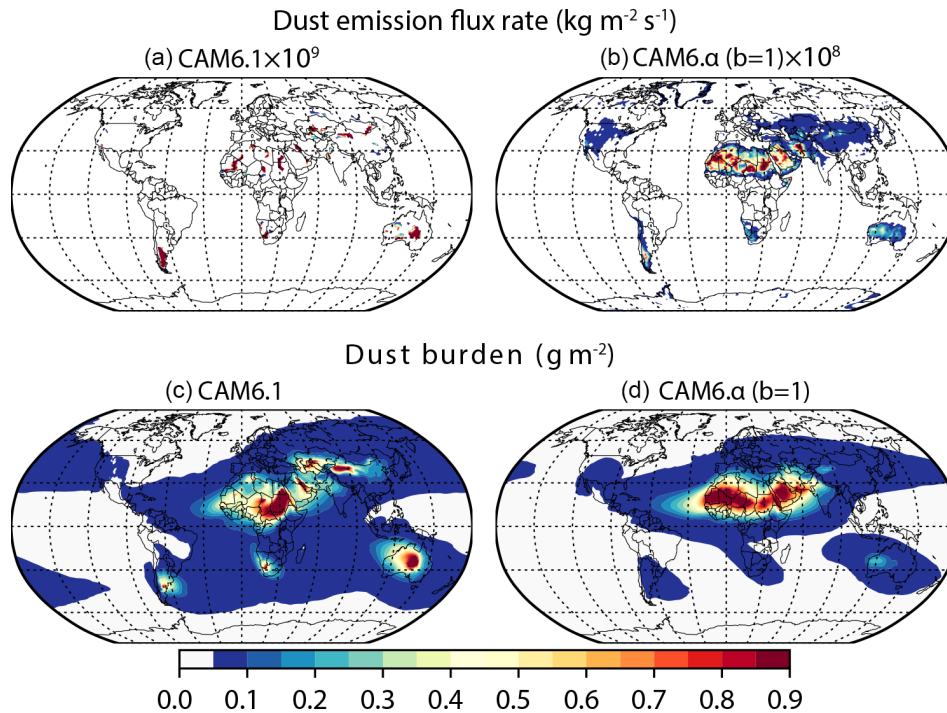 Dust emission flux rate (kg m⁻² s⁻¹)
(a) CAM6.1×10⁹
(b) CAM6.α (b=1)×10⁸
Dust burden (g m⁻²)
(c) CAM6.1
(d) CAM6.α (b=1)
0.0 0.1 0.2 0.3 0.4 0.5 0.6 0.7 0.8 0.9